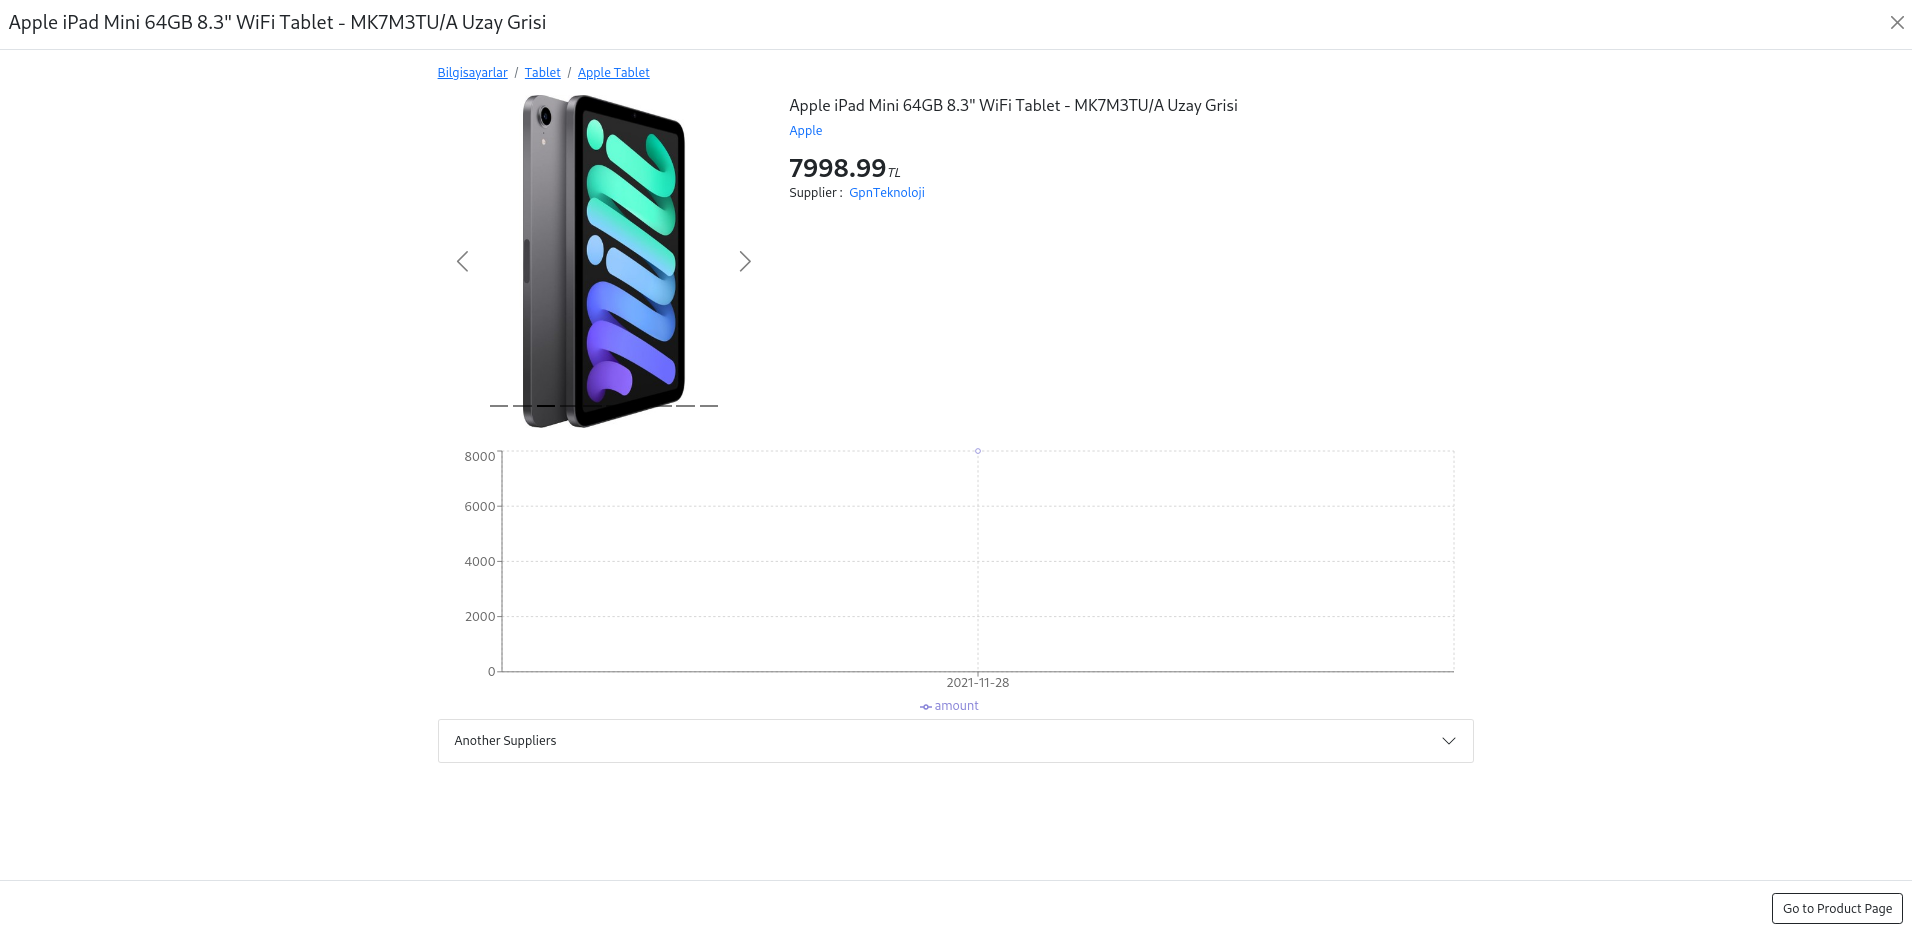 Apple iPad Mini 64GB 8.3" WiFi Tablet - MK7M3TU/A Uzay Grisi
Bilgisayarlar / Tablet / Apple Tablet
Apple iPad Mini 64GB 8.3" WiFi Tablet - MK7M3TU/A Uzay Grisi
Apple
7998.99 TL
Supplier : GpnTeknoloji
8000
6000
4000
2000
0
2021-11-28
amount
Another Suppliers
Go to Product Page